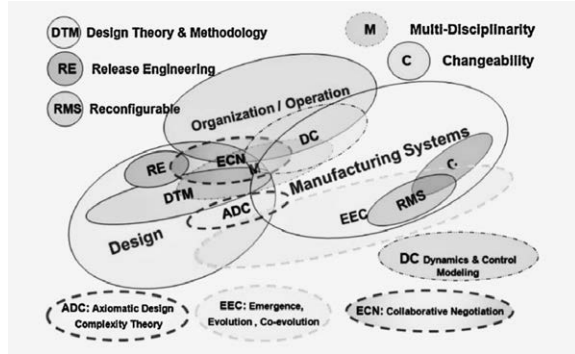 DTM Design Theory & Methodology
M Multi-Disciplinarity
RE Release Engineering
C Changeability
RMS Reconfigurable
Organization / Operation
DC
ECN
M
RE
Manufacturing Systems
C
DTM
RMS
ADC
EEC
Design
DC Dynamics & Control
Modeling
ADC: Axiomatic Design
Complexity Theory
EEC: Emergence,
Evolution , Co-evolution
ECN: Collaborative Negotiation